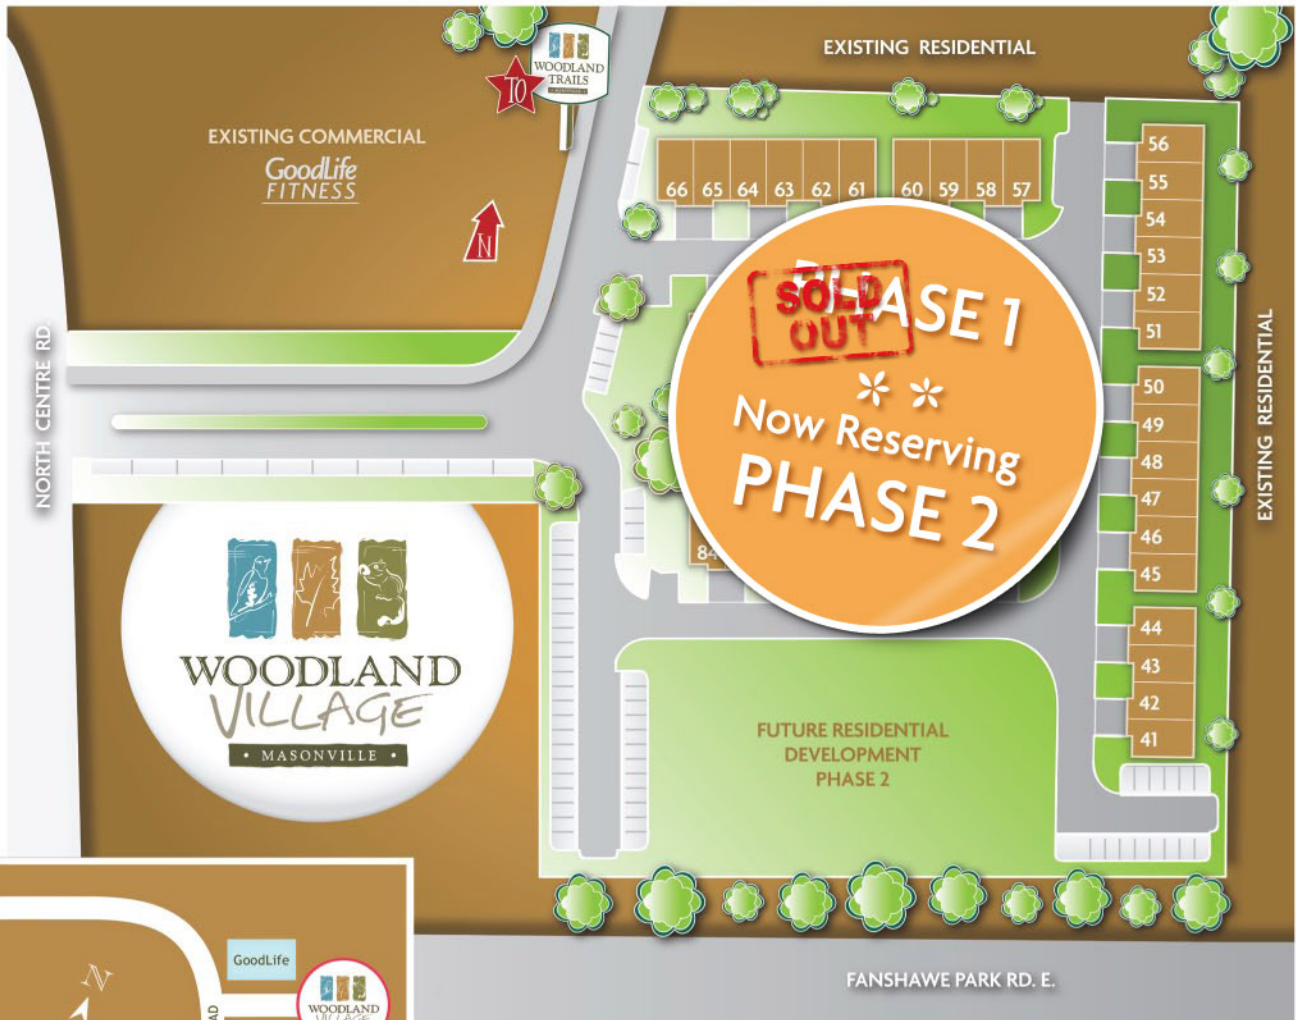 EXISTING RESIDENTIAL
WOODLAND
TRAILS
TO
EXISTING COMMERCIAL
GoodLife
FITNESS
N
66 65 64 63 62 61 60 59 58 57
56
55
54
53
52
51
50
49
48
47
46
45
44
43
42
41
PHASE 1
SOLD
OUT
Now Reserving
PHASE 2
84
NORTH CENTRE RD
EXISTING RESIDENTIAL
WOODLAND
VILLAGE
• MASONVILLE •
FUTURE RESIDENTIAL
DEVELOPMENT
PHASE 2
FANSHAWE PARK RD. E.
GoodLife
N
WOODLAND
VILLAGE